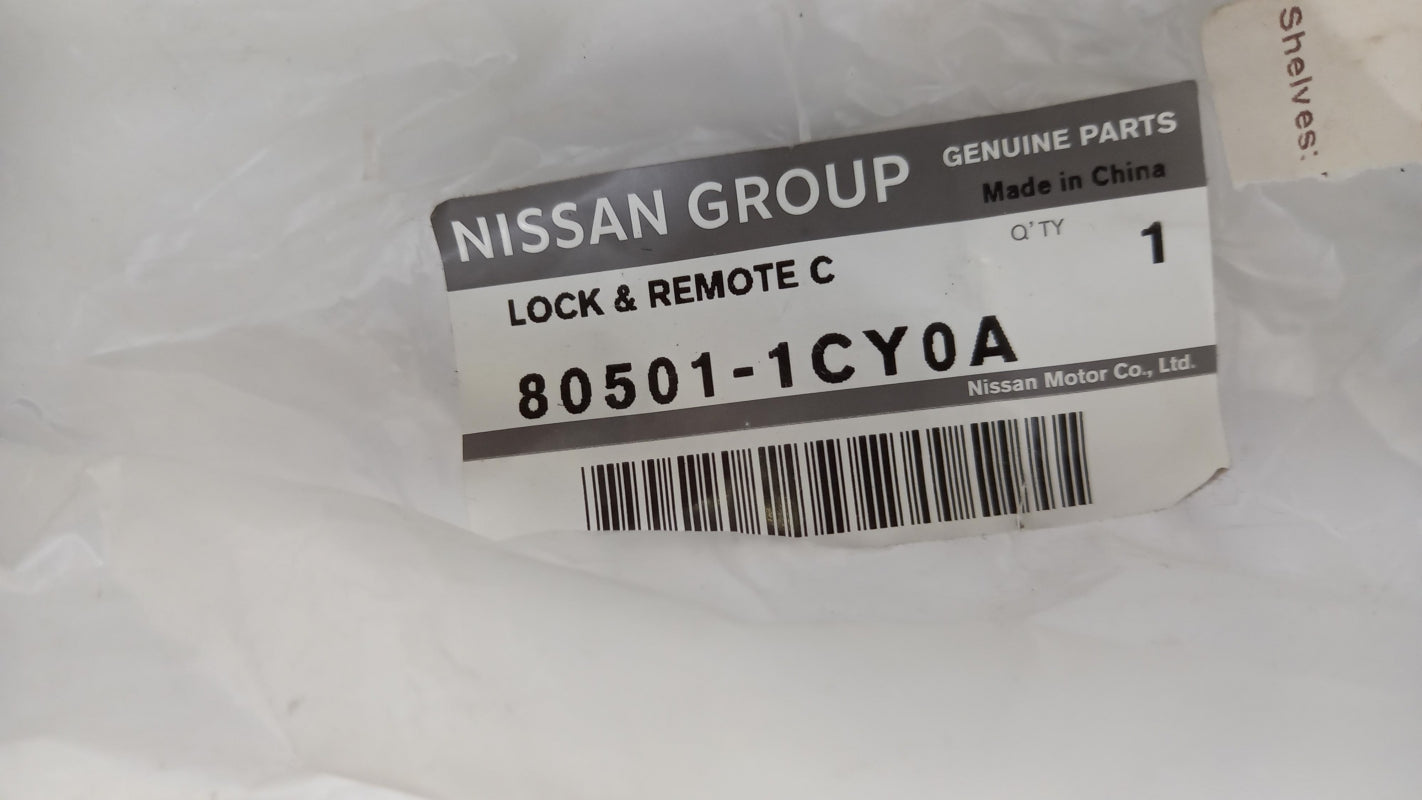 NISSAN GROUP
GENUINE PARTS
Made in China
LOCK & REMOTE C
Q'TY 1
80501-1CY0A
Nissan Motor Co., Ltd.
Shelves: